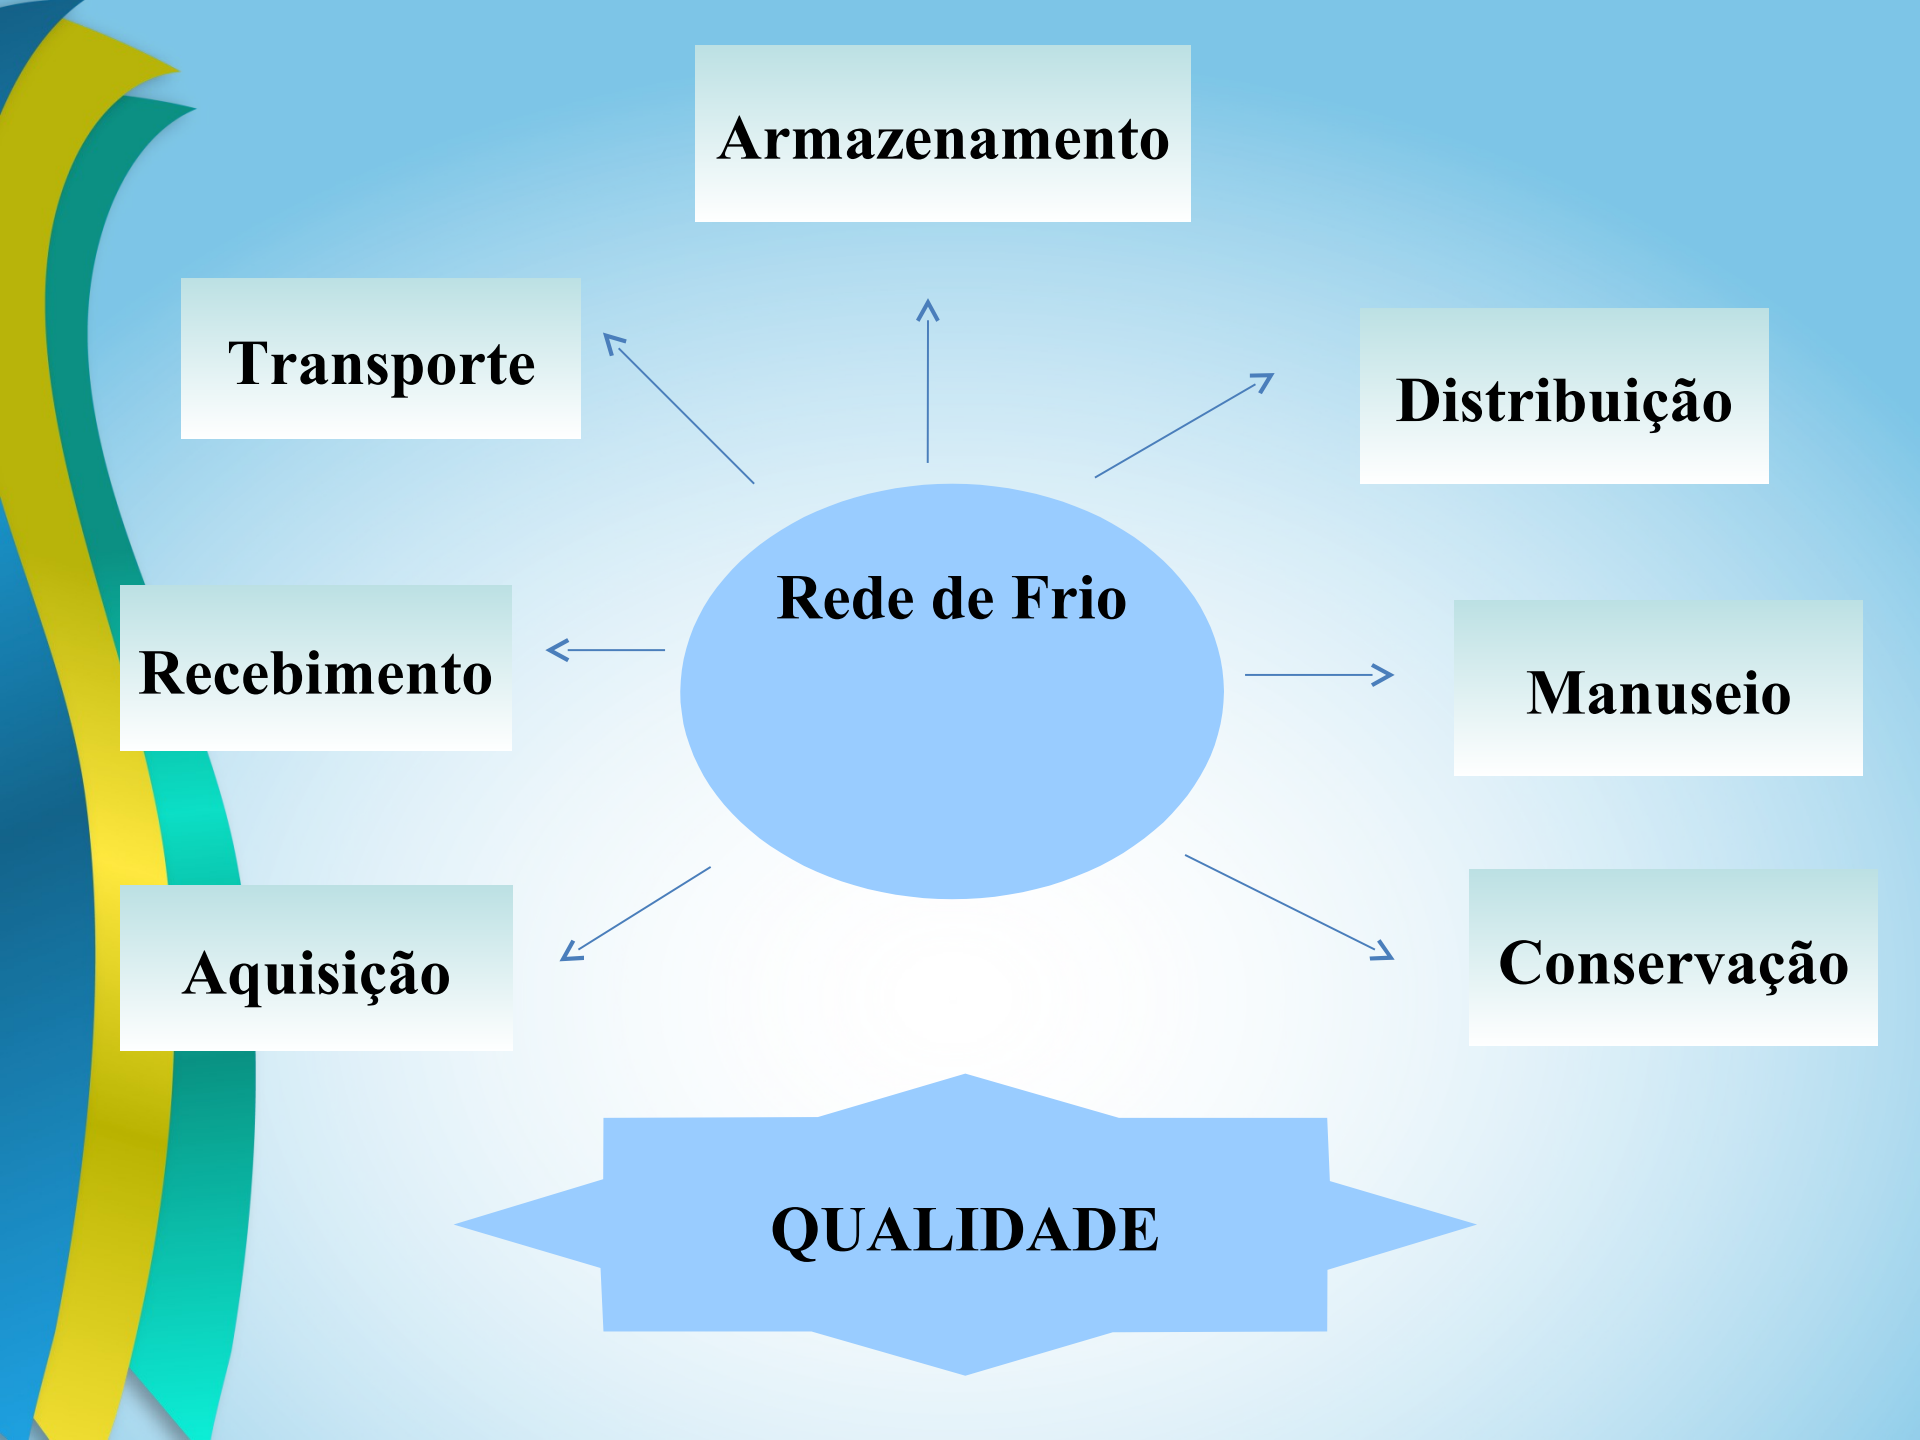 Armazenamento
Transporte
Distribuição
Rede de Frio
Recebimento
Manuseio
Aquisição
Conservação
QUALIDADE